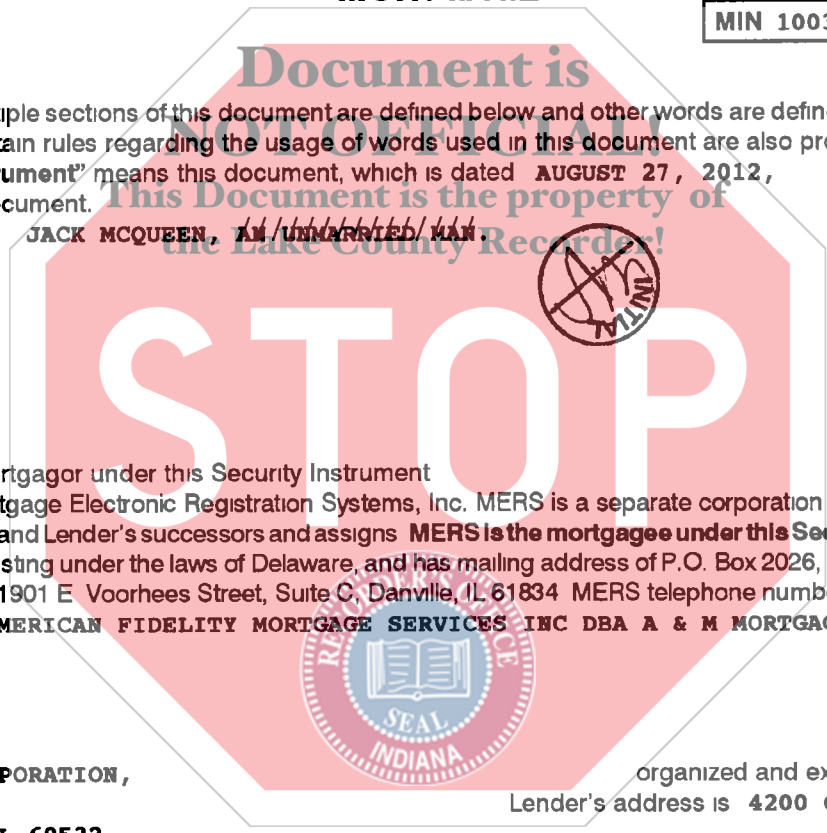 MIN 1003
Document is
iple sections of this document are defined below and other words are define
tain rules regarding the usage of words used in this document are also pro
NOT OFFICIAL!
rument" means this document, which is dated AUGUST 27, 2012,
This Document is the property of
cument.
JACK MCQUEEN, AN UNMARRIED MAN.
the Lake County Recorder!
INITIAL
STOP
rtgagor under this Security Instrument
tgage Electronic Registration Systems, Inc. MERS is a separate corporation
and Lender's successors and assigns MERS is the mortgagee under this Sec
sting under the laws of Delaware, and has mailing address of P.O. Box 2026,
1901 E Voorhees Street, Suite C, Danville, IL 61834 MERS telephone numbe
MERICAN FIDELITY MORTGAGE SERVICES INC DBA A & M MORTGAG
RECORDER'S OFFICE
SEAL
INDIANA
PORATION,
organized and ex
Lender's address is 4200
60532